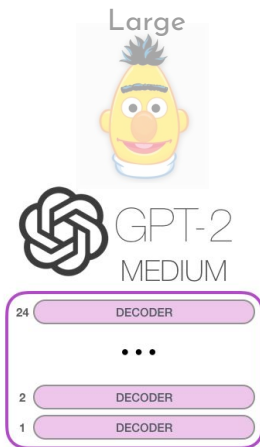 Large
GPT-2
MEDIUM
24 DECODER
...
2 DECODER
1 DECODER